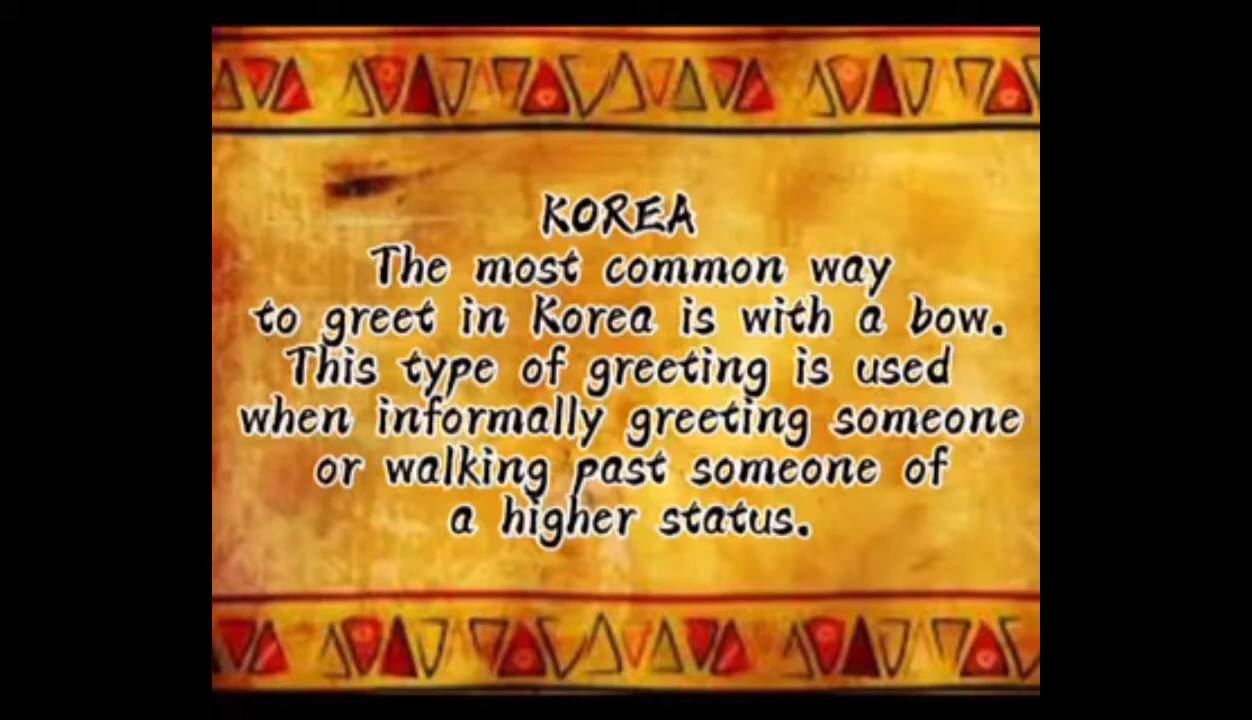 KOREA
The most common way
to greet in Korea is with a bow.
This type of greeting is used
when informally greeting someone
or walking past someone of
a higher status.